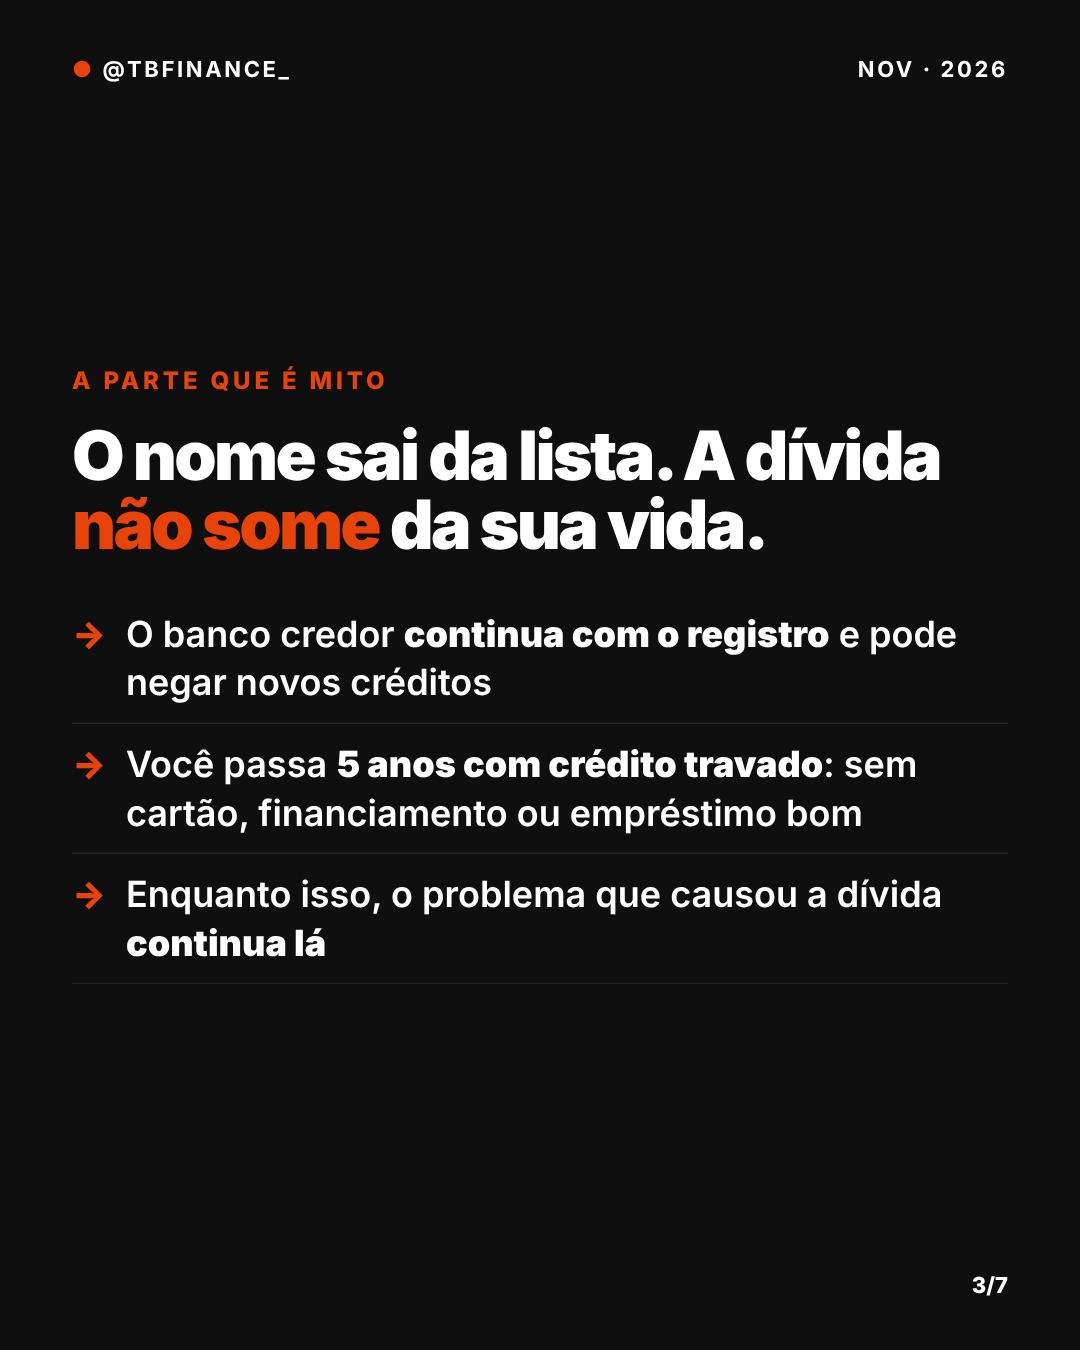 @TBFINANCE_
NOV · 2026
A PARTE QUE É MITO
O nome sai da lista. A dívida
não some da sua vida.
→ O banco credor continua com o registro e pode
negar novos créditos
→ Você passa 5 anos com crédito travado: sem
cartão, financiamento ou empréstimo bom
→ Enquanto isso, o problema que causou a dívida
continua lá
3/7